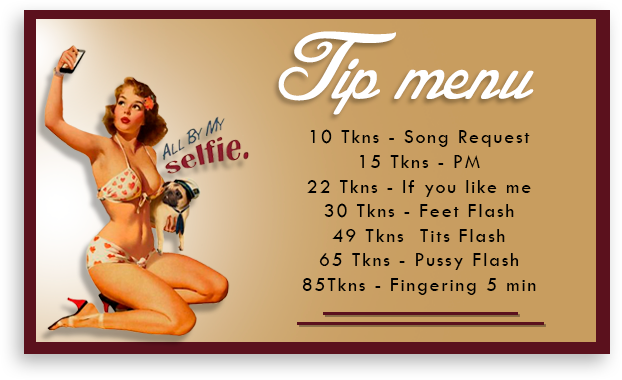 Tip menu
ALL BY MY
selfie.
10 Tkns - Song Request
15 Tkns - PM
22 Tkns - If you like me
30 Tkns - Feet Flash
49 Tkns  Tits Flash
65 Tkns - Pussy Flash
85Tkns - Fingering 5 min